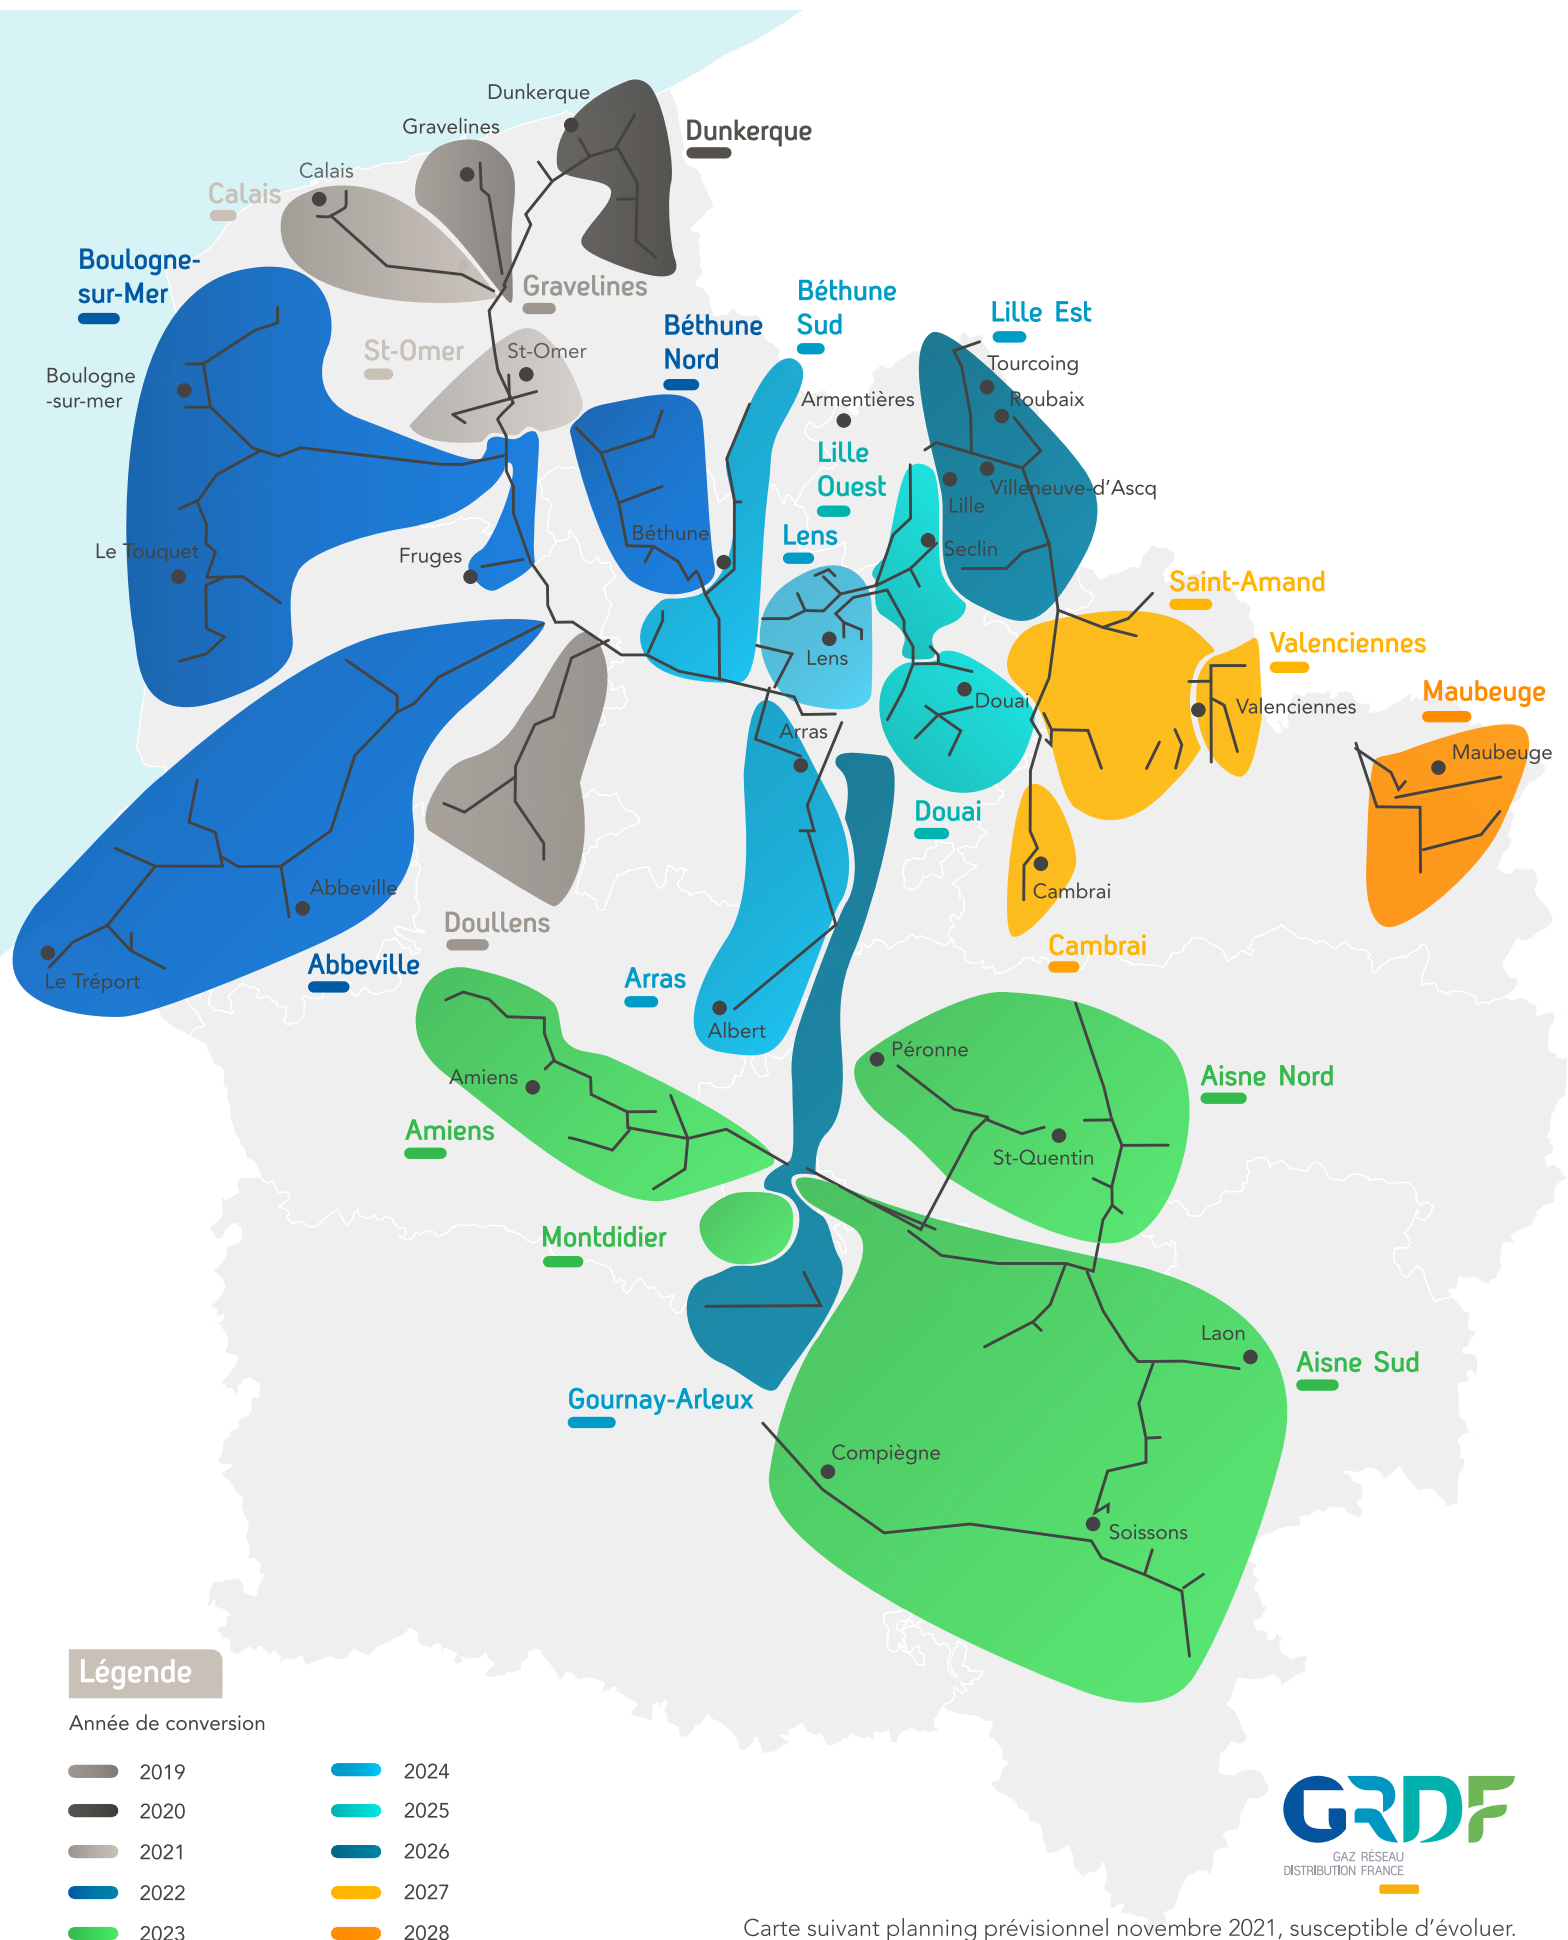 Dunkerque
Gravelines
Dunkerque
Calais
Calais
Boulogne-
sur-Mer
Gravelines
Béthune
Sud
Lille Est
Béthune
Nord
St-Omer
St-Omer
Tourcoing
Boulogne
-sur-mer
Armentières
Roubaix
Lille
Ouest
Villeneuve-d'Ascq
Lille
Béthune
Lens
Seclin
Le Touquet
Fruges
Saint-Amand
Valenciennes
Lens
Maubeuge
Douai
Valenciennes
Arras
Maubeuge
Douai
Abbeville
Cambrai
Doullens
Cambrai
Abbeville
Arras
Le Tréport
Albert
Péronne
Amiens
Aisne Nord
Amiens
St-Quentin
Montdidier
Laon
Aisne Sud
Gournay-Arleux
Compiègne
Soissons
Légende
Année de conversion
2019
2020
2021
2022
2023
2024
2025
2026
2027
2028
GRDF
GAZ RÉSEAU
DISTRIBUTION FRANCE
Carte suivant planning prévisionnel novembre 2021, susceptible d'évoluer.